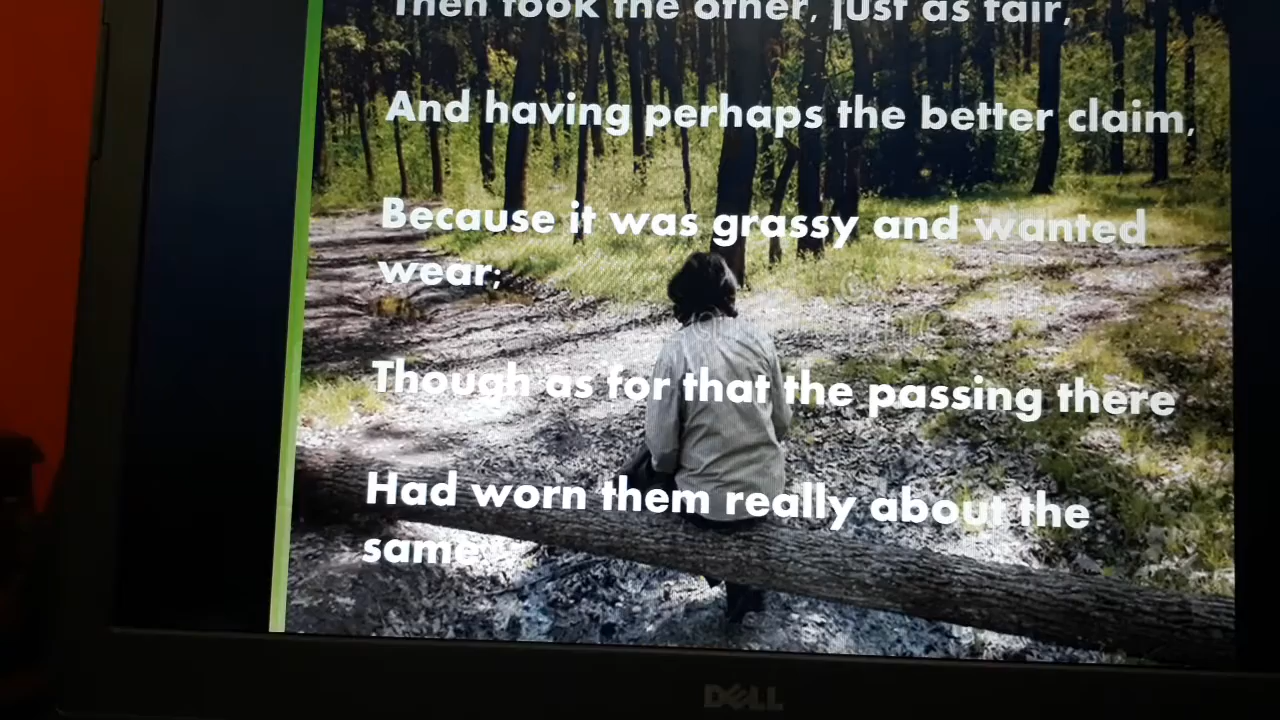 Then took the other, just as fair,
And having perhaps the better claim,
Because it was grassy and wanted
wear;
Though as for that the passing there
Had worn them really about the
same
DELL